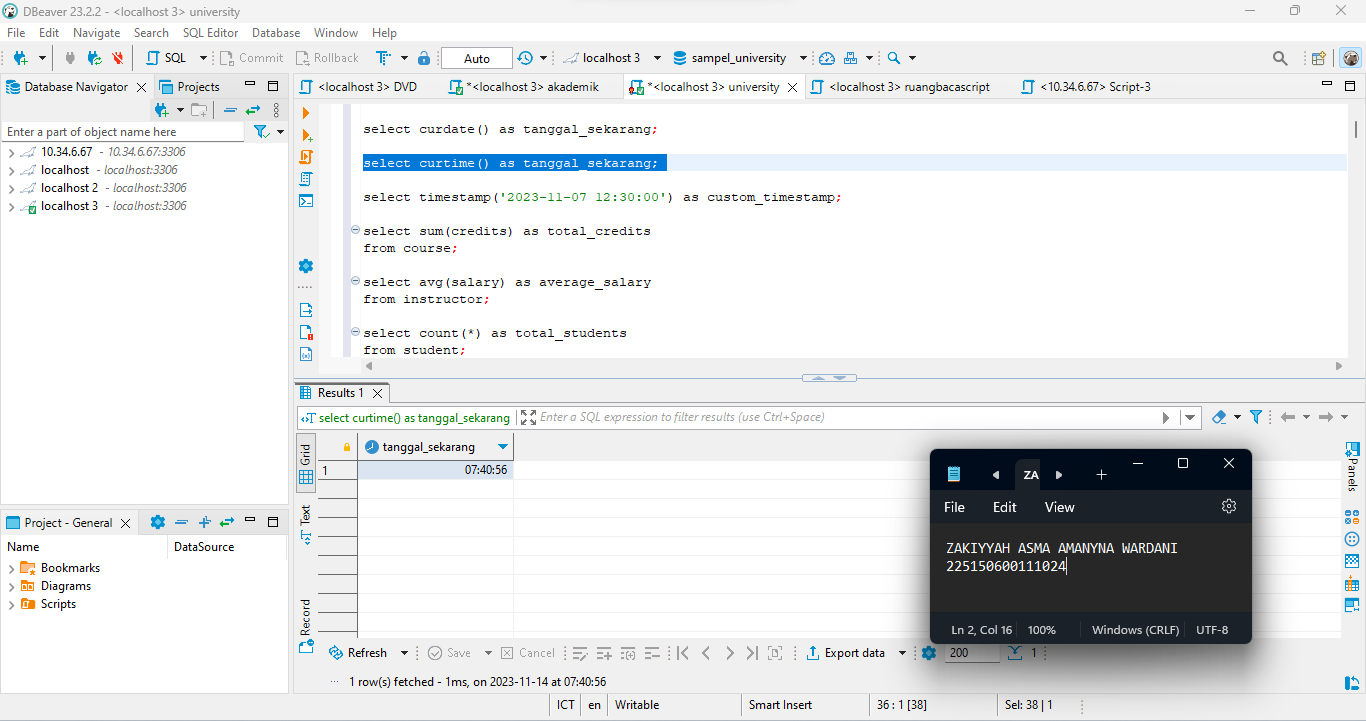 DBeaver 23.2.2 - <localhost 3> university
File Edit Navigate Search SQL Editor Database Window Help
SQL Commit Rollback Auto localhost 3 sampel_university
Database Navigator Projects
Enter a part of object name here
10.34.6.67 - 10.34.6.67:3306
localhost - localhost:3306
localhost 2 - localhost:3306
localhost 3 - localhost:3306
<localhost 3> DVD *<localhost 3> akademik *<localhost 3> university <localhost 3> ruangbacascript <10.34.6.67> Script-3
select curdate() as tanggal_sekarang;
select curtime() as tanggal_sekarang;
select timestamp('2023-11-07 12:30:00') as custom_timestamp;
select sum(credits) as total_credits
from course;
select avg(salary) as average_salary
from instructor;
select count(*) as total_students
from student;
Project - General
Name DataSource
Bookmarks
Diagrams
Scripts
Results 1
select curtime() as tanggal_sekarang Enter a SQL expression to filter results (use Ctrl+Space)
Grid
Text
Record
tanggal_sekarang
1 07:40:56
Panels
ZA
File Edit View
ZAKIYYAH ASMA AMANYNA WARDANI
225150600111024
Ln 2, Col 16 100% Windows (CRLF) UTF-8
Refresh Save Cancel Export data 200 1
1 row(s) fetched - 1ms, on 2023-11-14 at 07:40:56
ICT en Writable Smart Insert 36 : 1 [38] Sel: 38 | 1